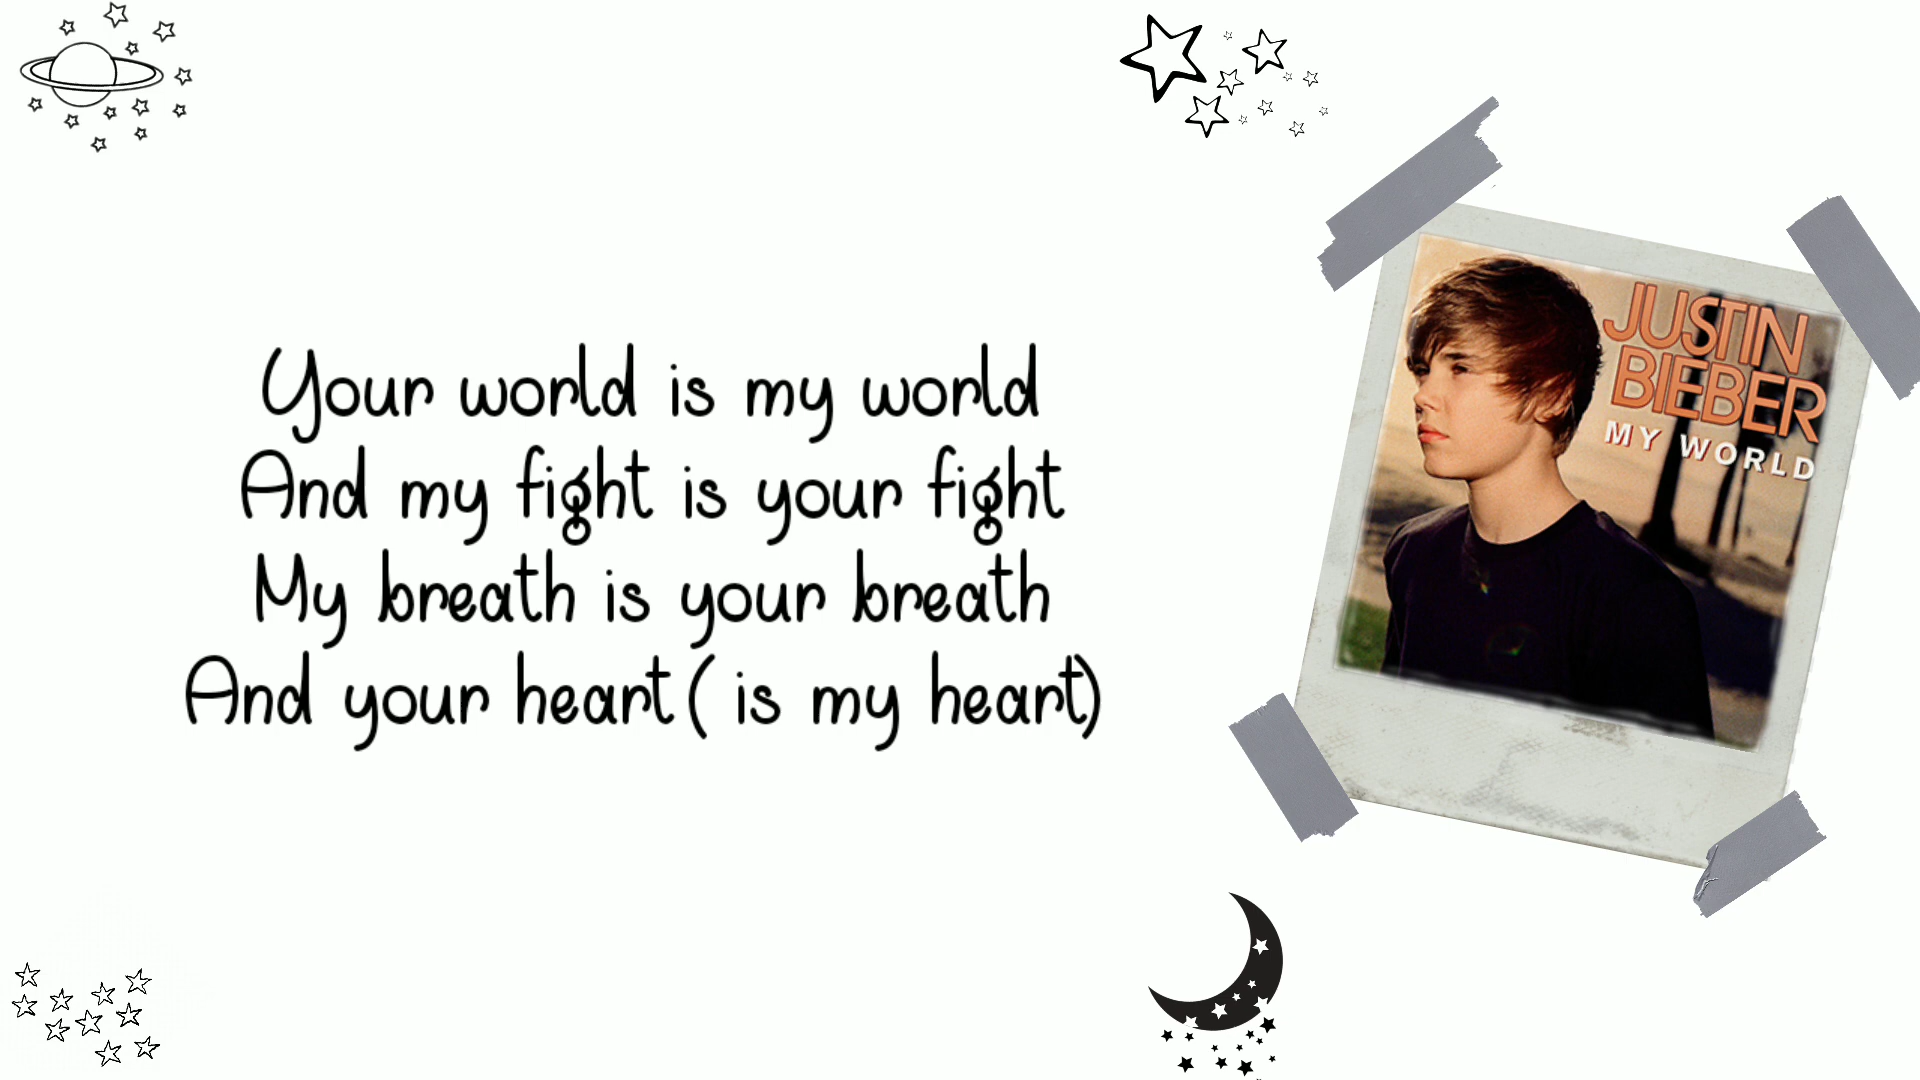 Your world is my world
And my fight is your fight
My breath is your breath
And your heart( is my heart)
JUSTIN
BIEBER
MY WORLD